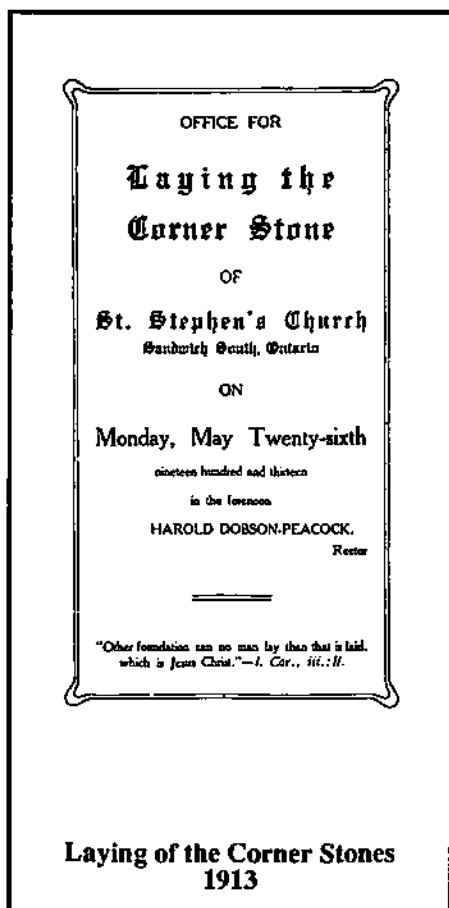 OFFICE FOR
Laying the
Corner Stone
OF
St. Stephen's Church
Sandwich South, Ontario
ON
Monday, May Twenty-sixth
nineteen hundred and thirteen
in the forenoon
HAROLD DOBSON-PEACOCK,
Rector
"Other foundation can no man lay than that is laid,
which is Jesus Christ."—I. Cor., iii.:II.
Laying of the Corner Stones
1913